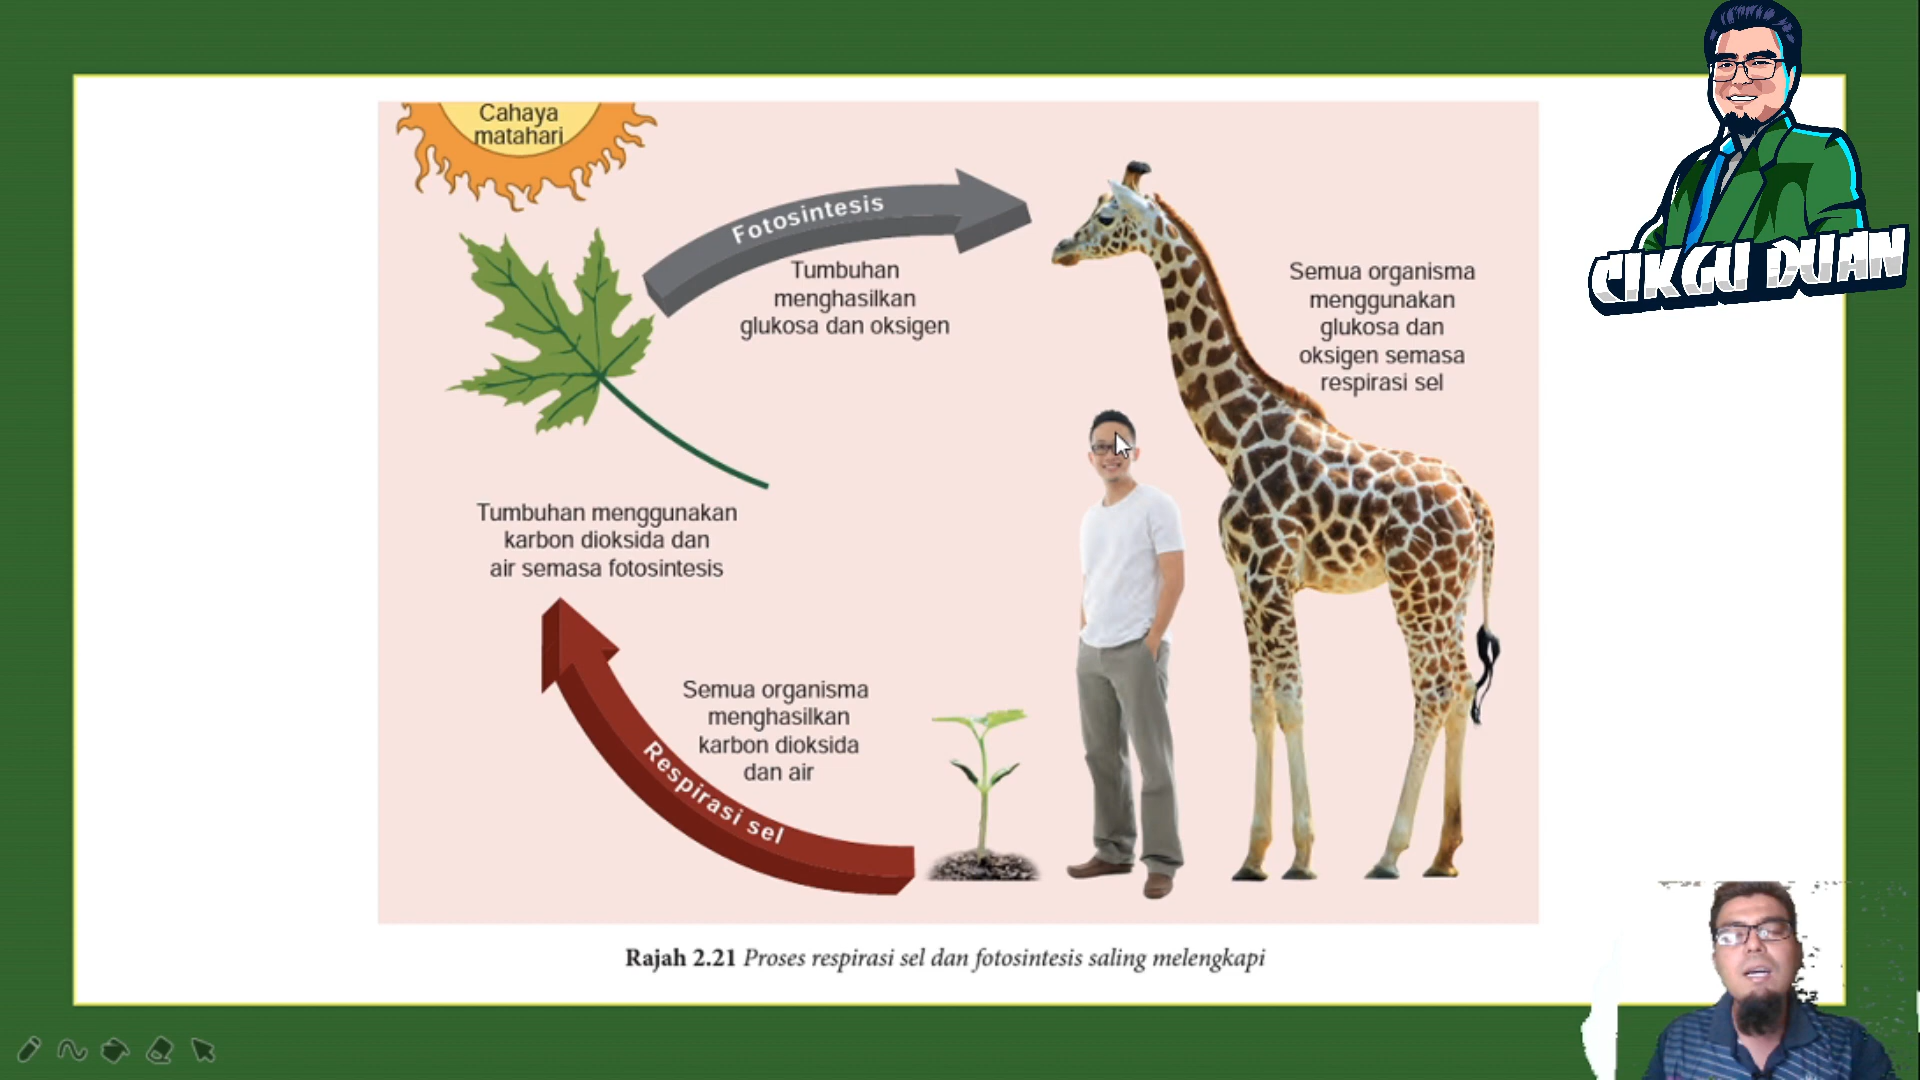 Cahaya
matahari
Fotosintesis
Tumbuhan
menghasilkan
glukosa dan oksigen
Semua organisma
menggunakan
glukosa dan
oksigen semasa
respirasi sel
CIKGU DUAN
Tumbuhan menggunakan
karbon dioksida dan
air semasa fotosintesis
Semua organisma
menghasilkan
karbon dioksida
dan air
Respirasi sel
Rajah 2.21 Proses respirasi sel dan fotosintesis saling melengkapi